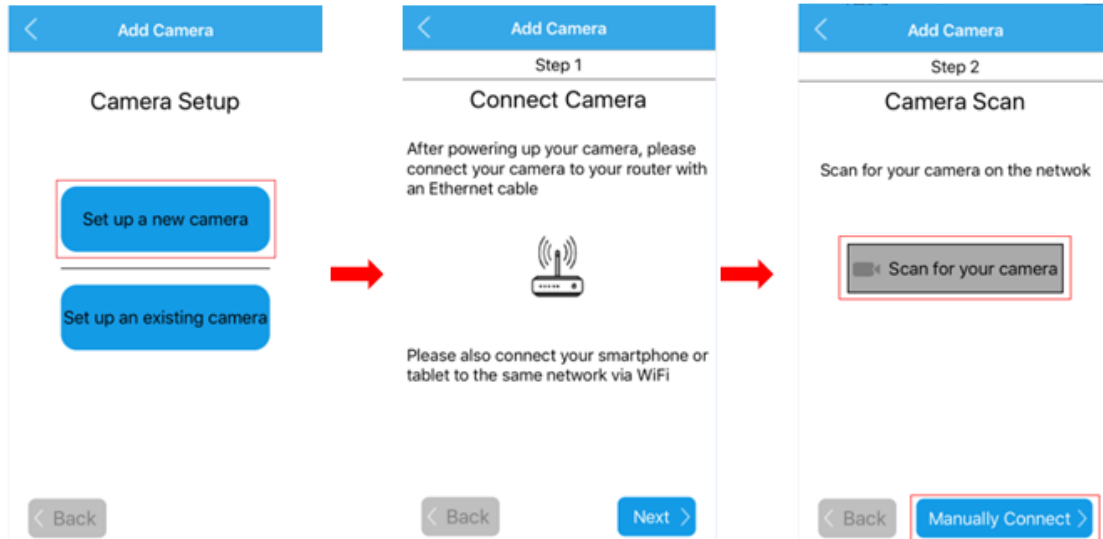 Add Camera
Camera Setup
Set up a new camera
Set up an existing camera
Back
Add Camera
Step 1
Connect Camera
After powering up your camera, please
connect your camera to your router with
an Ethernet cable
Please also connect your smartphone or
tablet to the same network via WiFi
Back
Next
Add Camera
Step 2
Camera Scan
Scan for your camera on the netwok
Scan for your camera
Back
Manually Connect